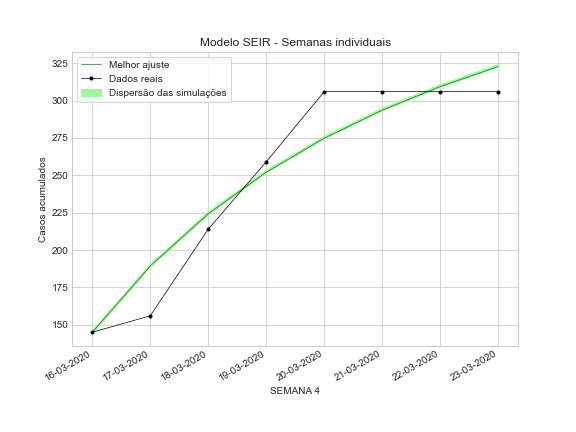 Modelo SEIR - Semanas individuais
Melhor ajuste
Dados reais
Dispersão das simulações
Casos acumulados
325
300
275
250
225
200
175
150
16-03-2020
17-03-2020
18-03-2020
19-03-2020
20-03-2020
21-03-2020
22-03-2020
23-03-2020
SEMANA 4